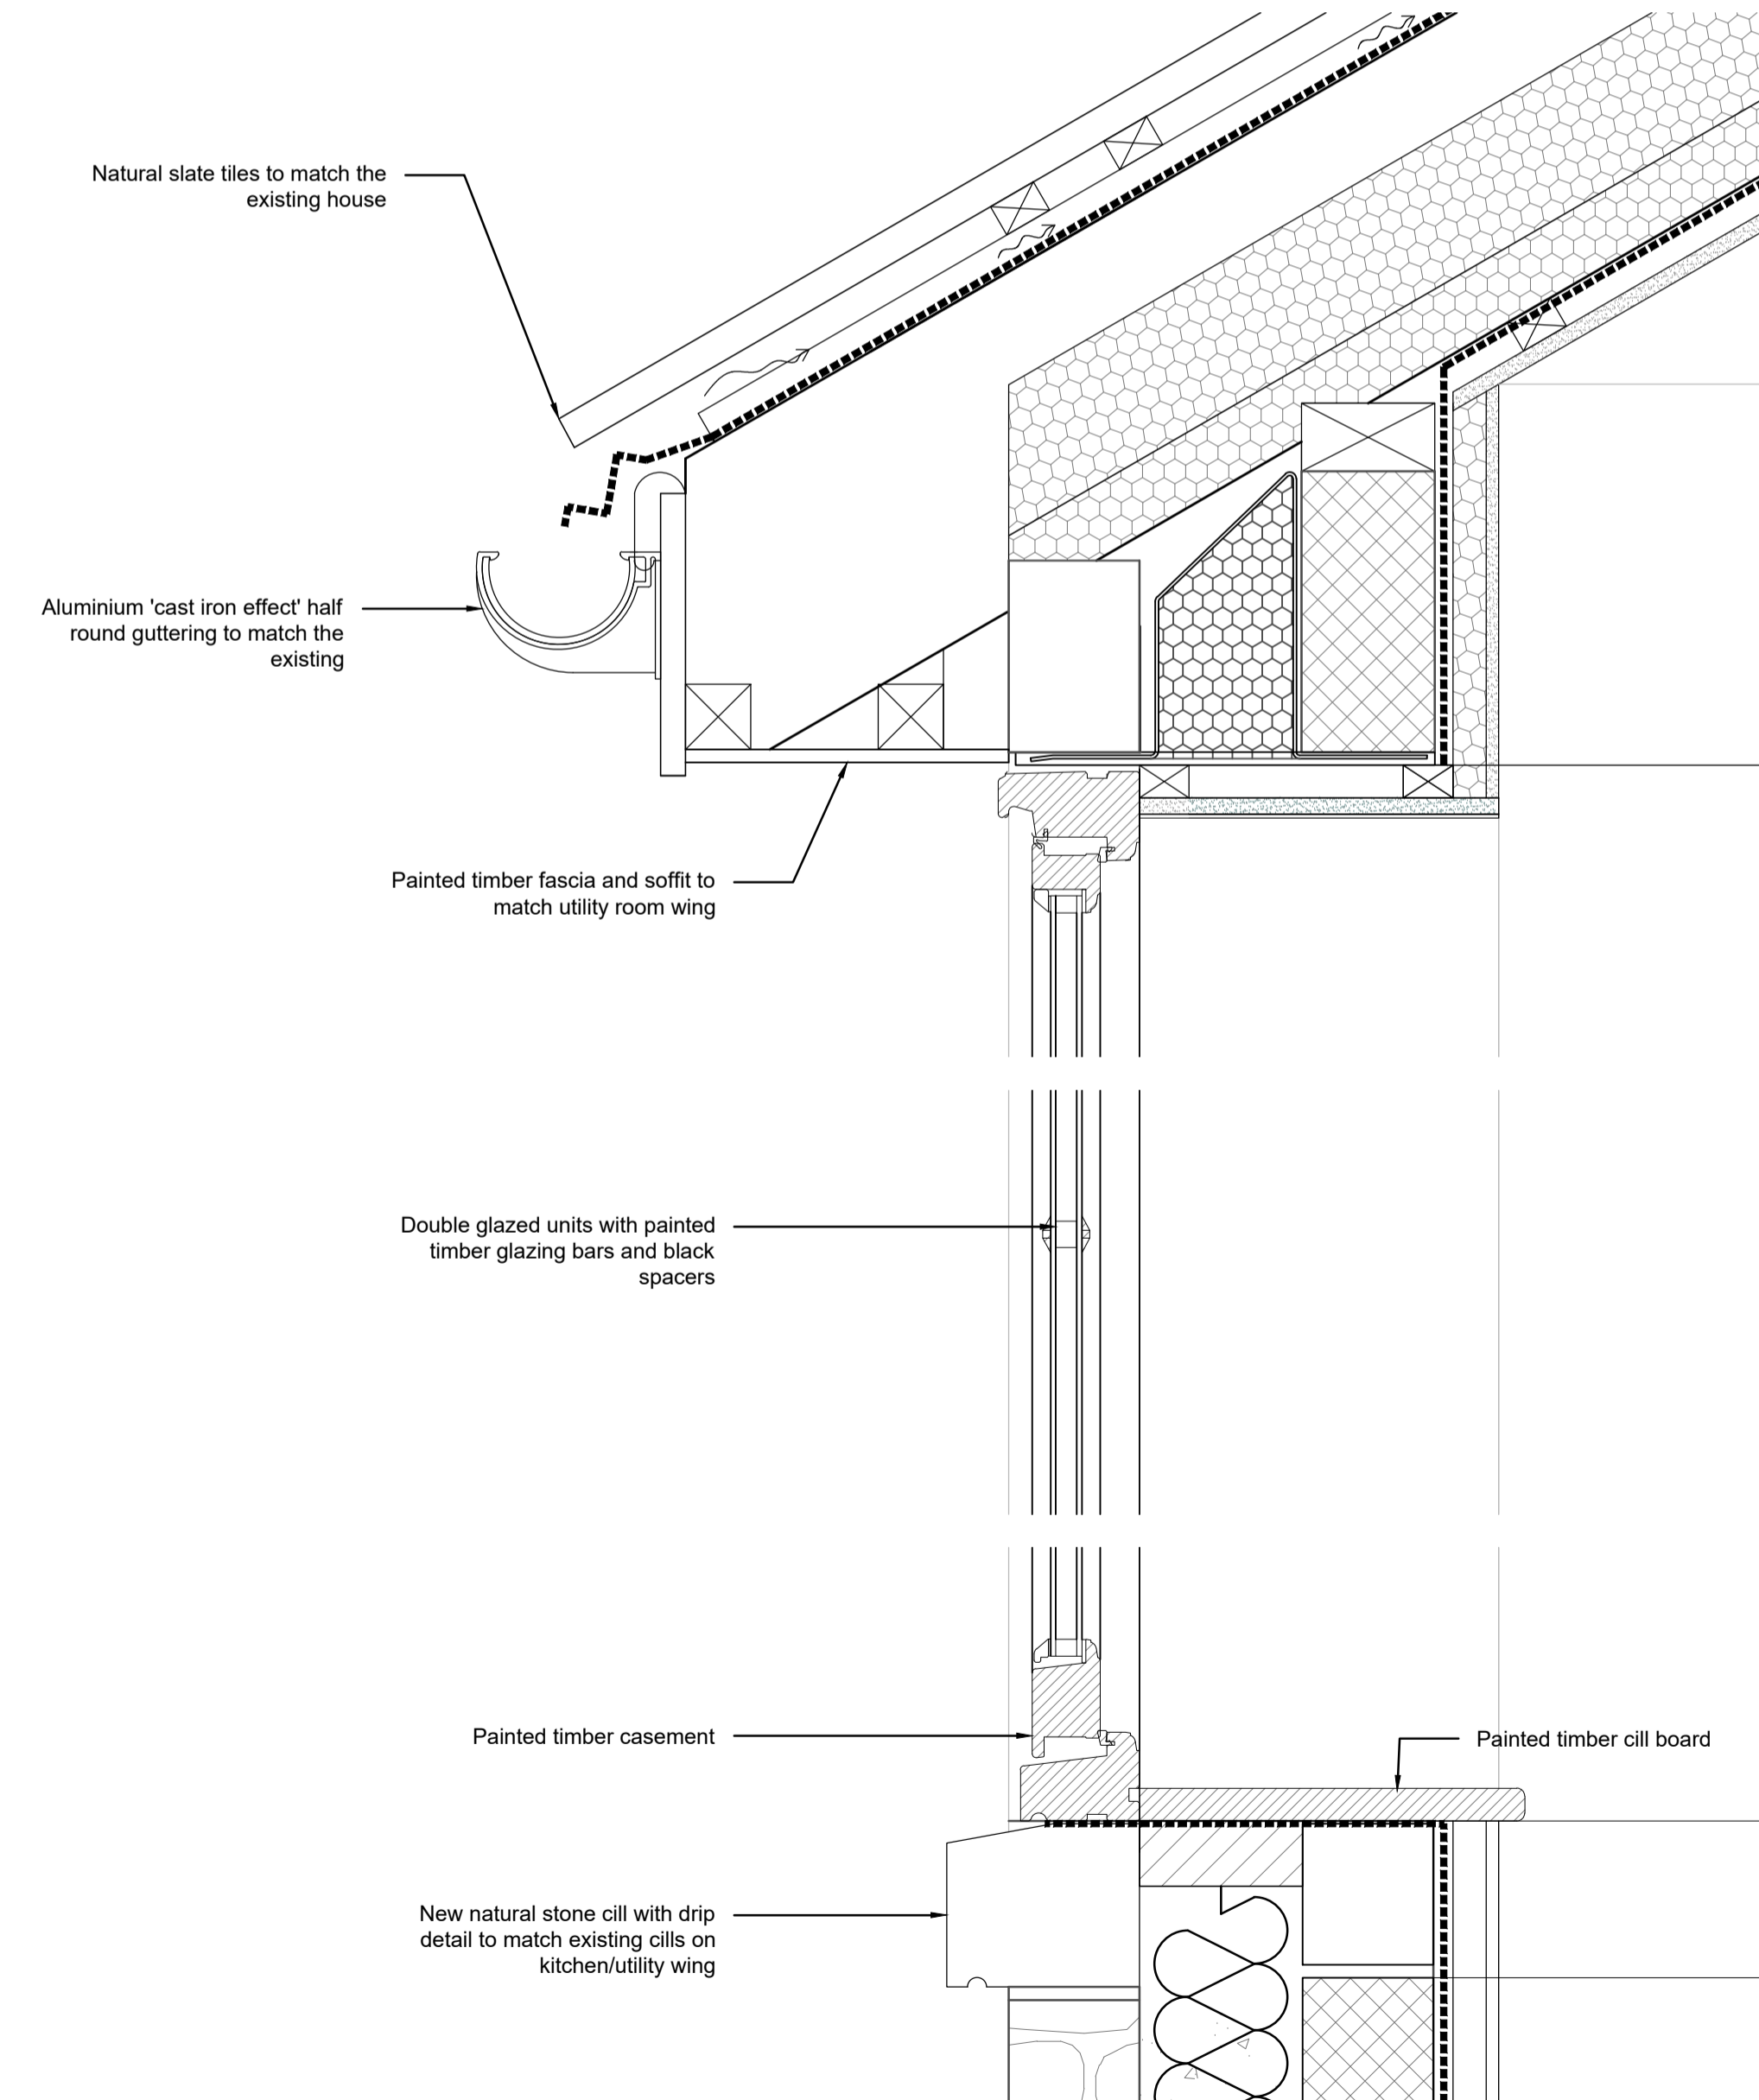 Natural slate tiles to match the
existing house
Aluminium 'cast iron effect' half
round guttering to match the
existing
Painted timber fascia and soffit to
match utility room wing
Double glazed units with painted
timber glazing bars and black
spacers
Painted timber casement
Painted timber cill board
New natural stone cill with drip
detail to match existing cills on
kitchen/utility wing